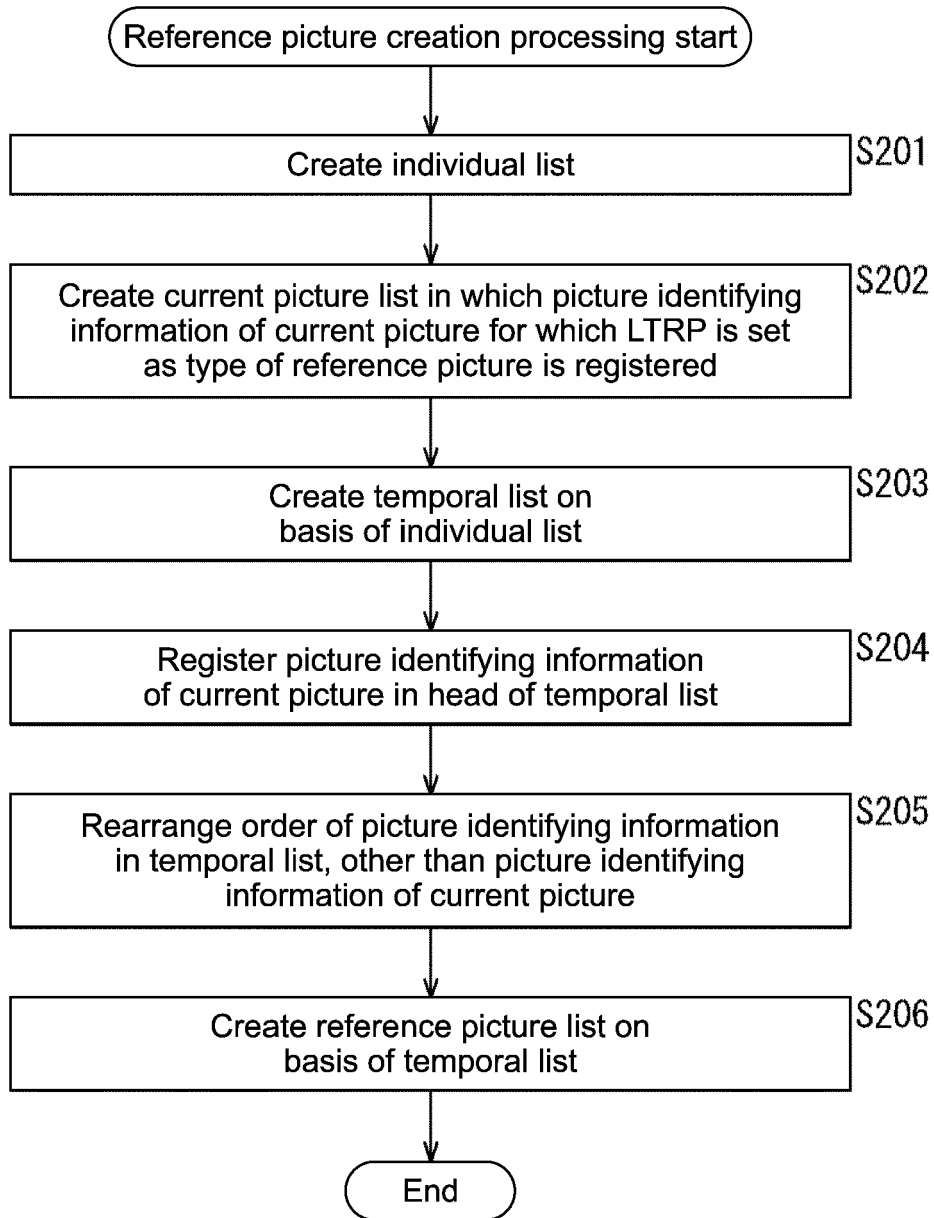 Reference picture creation processing start
Create individual list
S201
Create current picture list in which picture identifying
information of current picture for which LTRP is set
as type of reference picture is registered
S202
Create temporal list on
basis of individual list
S203
Register picture identifying information
of current picture in head of temporal list
S204
Rearrange order of picture identifying information
in temporal list, other than picture identifying
information of current picture
S205
Create reference picture list on
basis of temporal list
S206
End